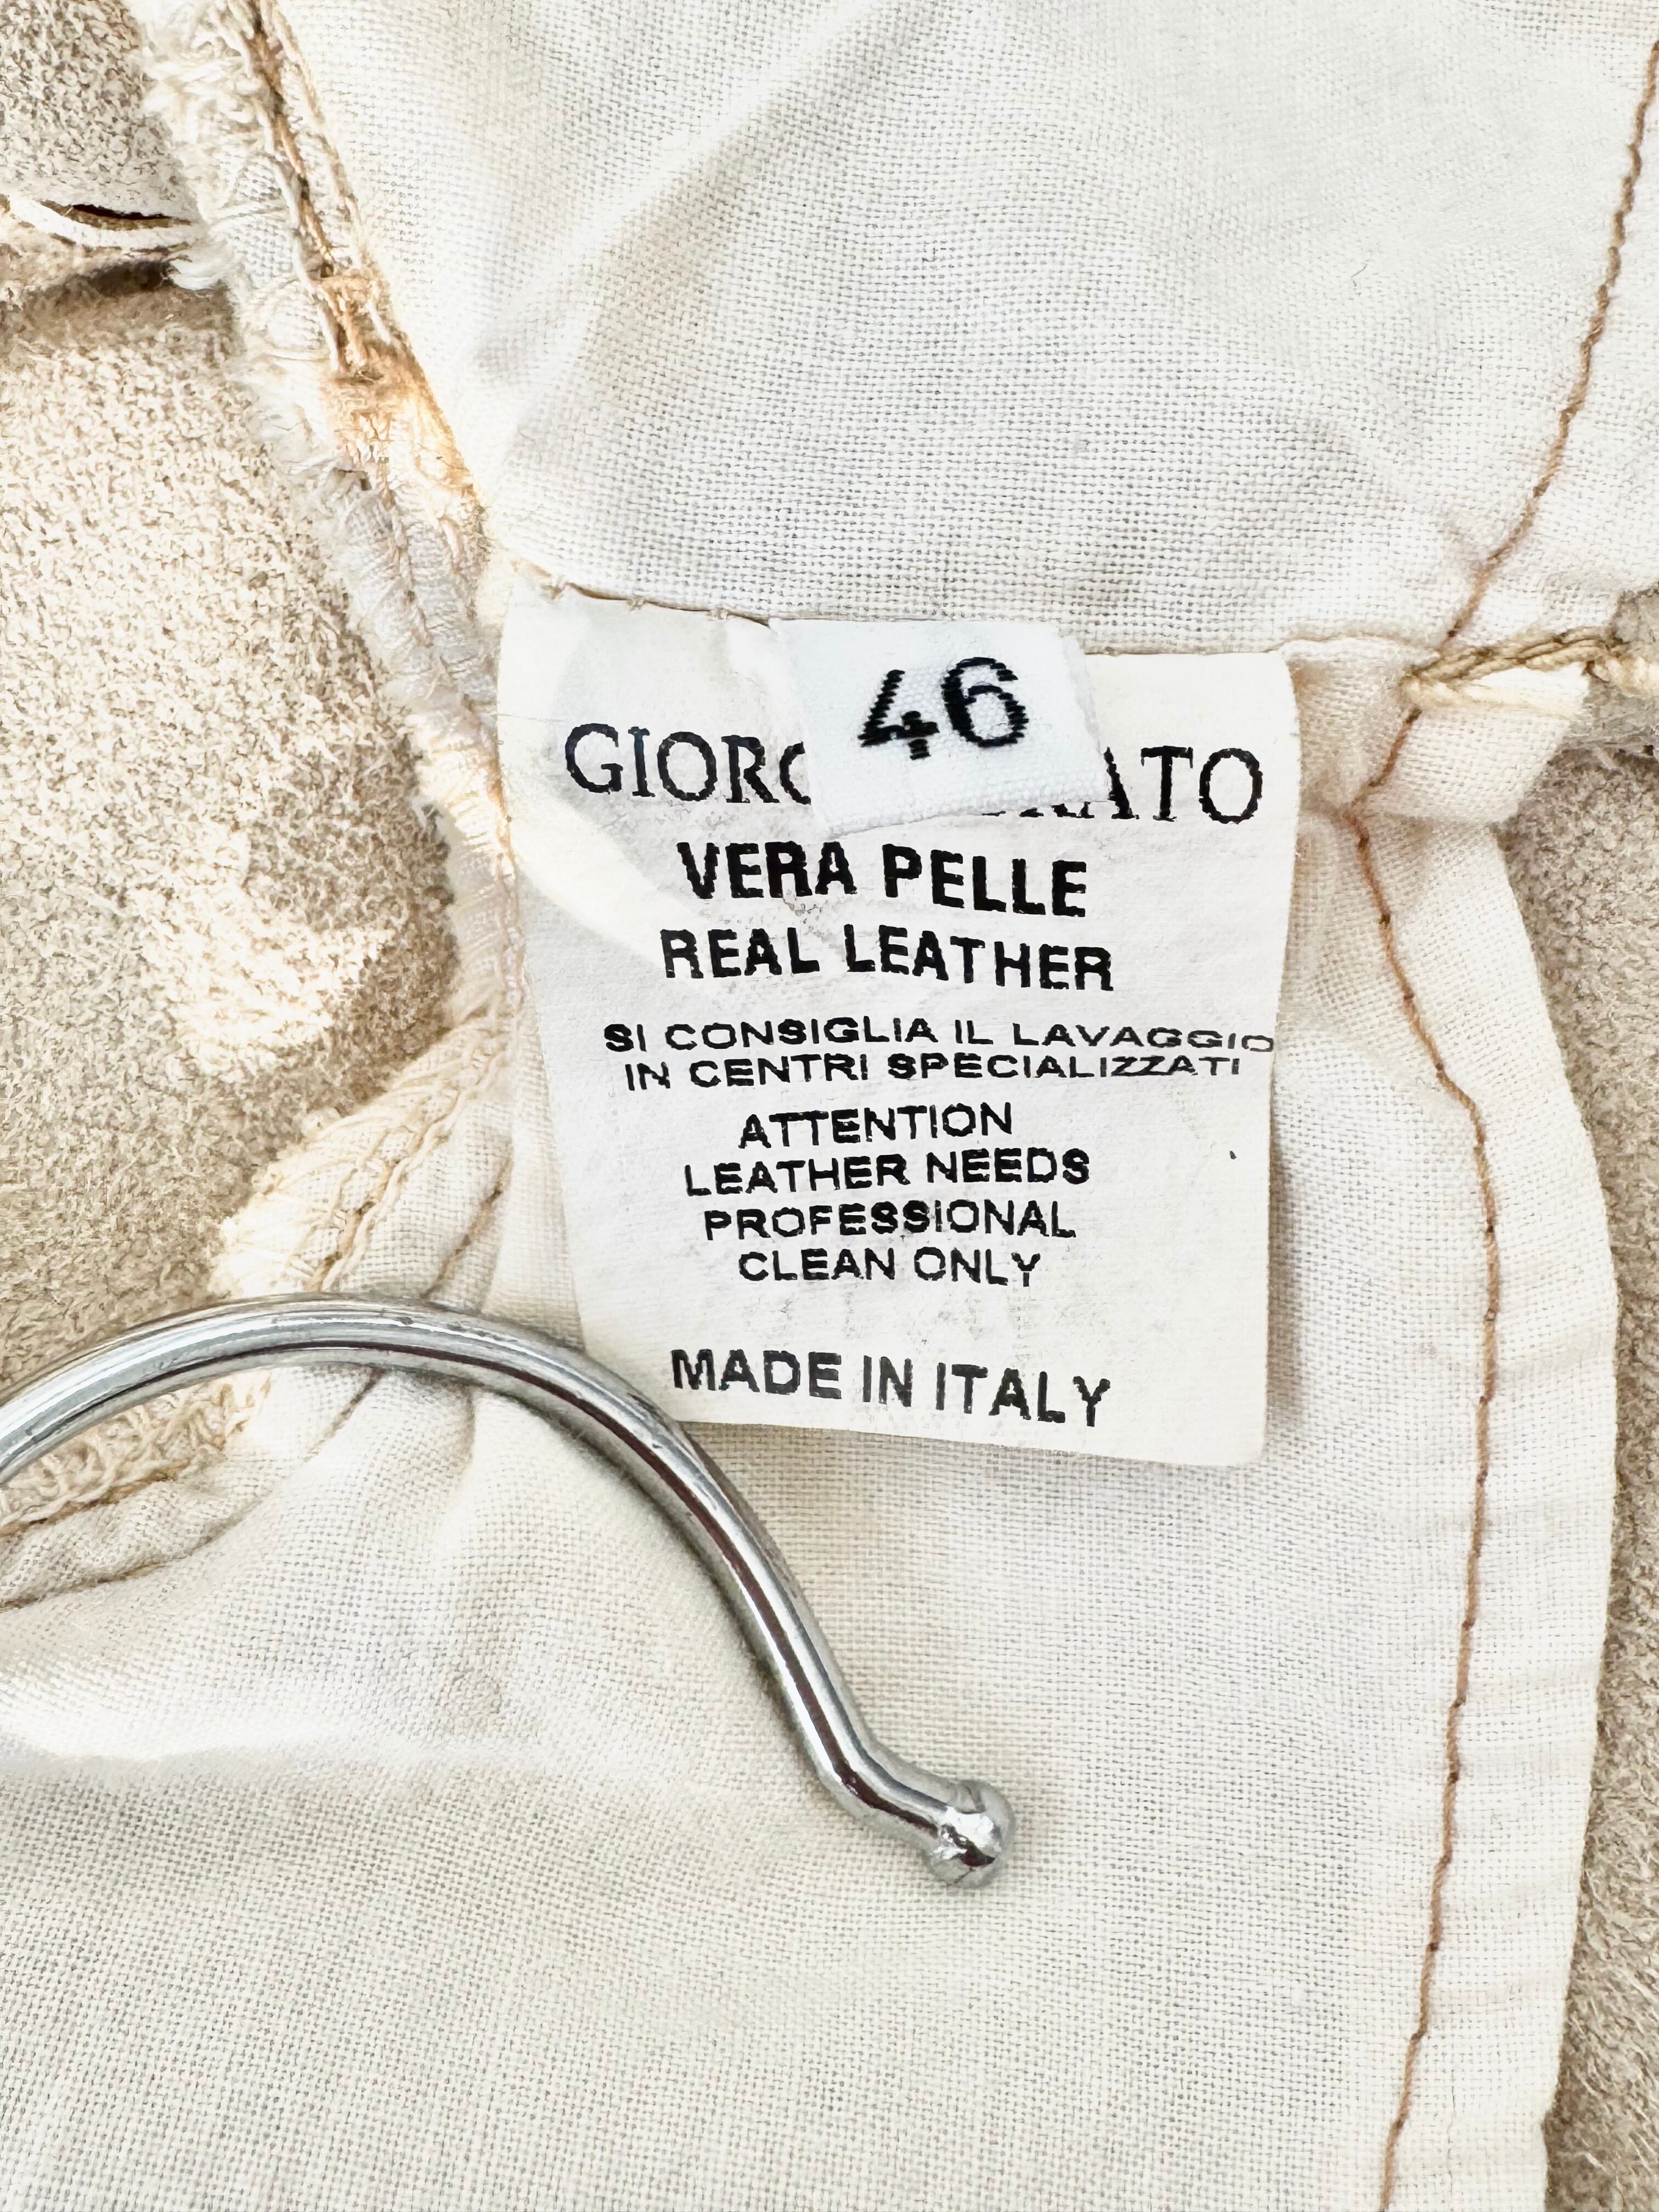 46
VERA PELLE
REAL LEATHER
SI CONSIGLIA IL LAVAGGIO
IN CENTRI SPECIALIZZATI
ATTENTION
LEATHER NEEDS
PROFESSIONAL
CLEAN ONLY
MADE IN ITALY